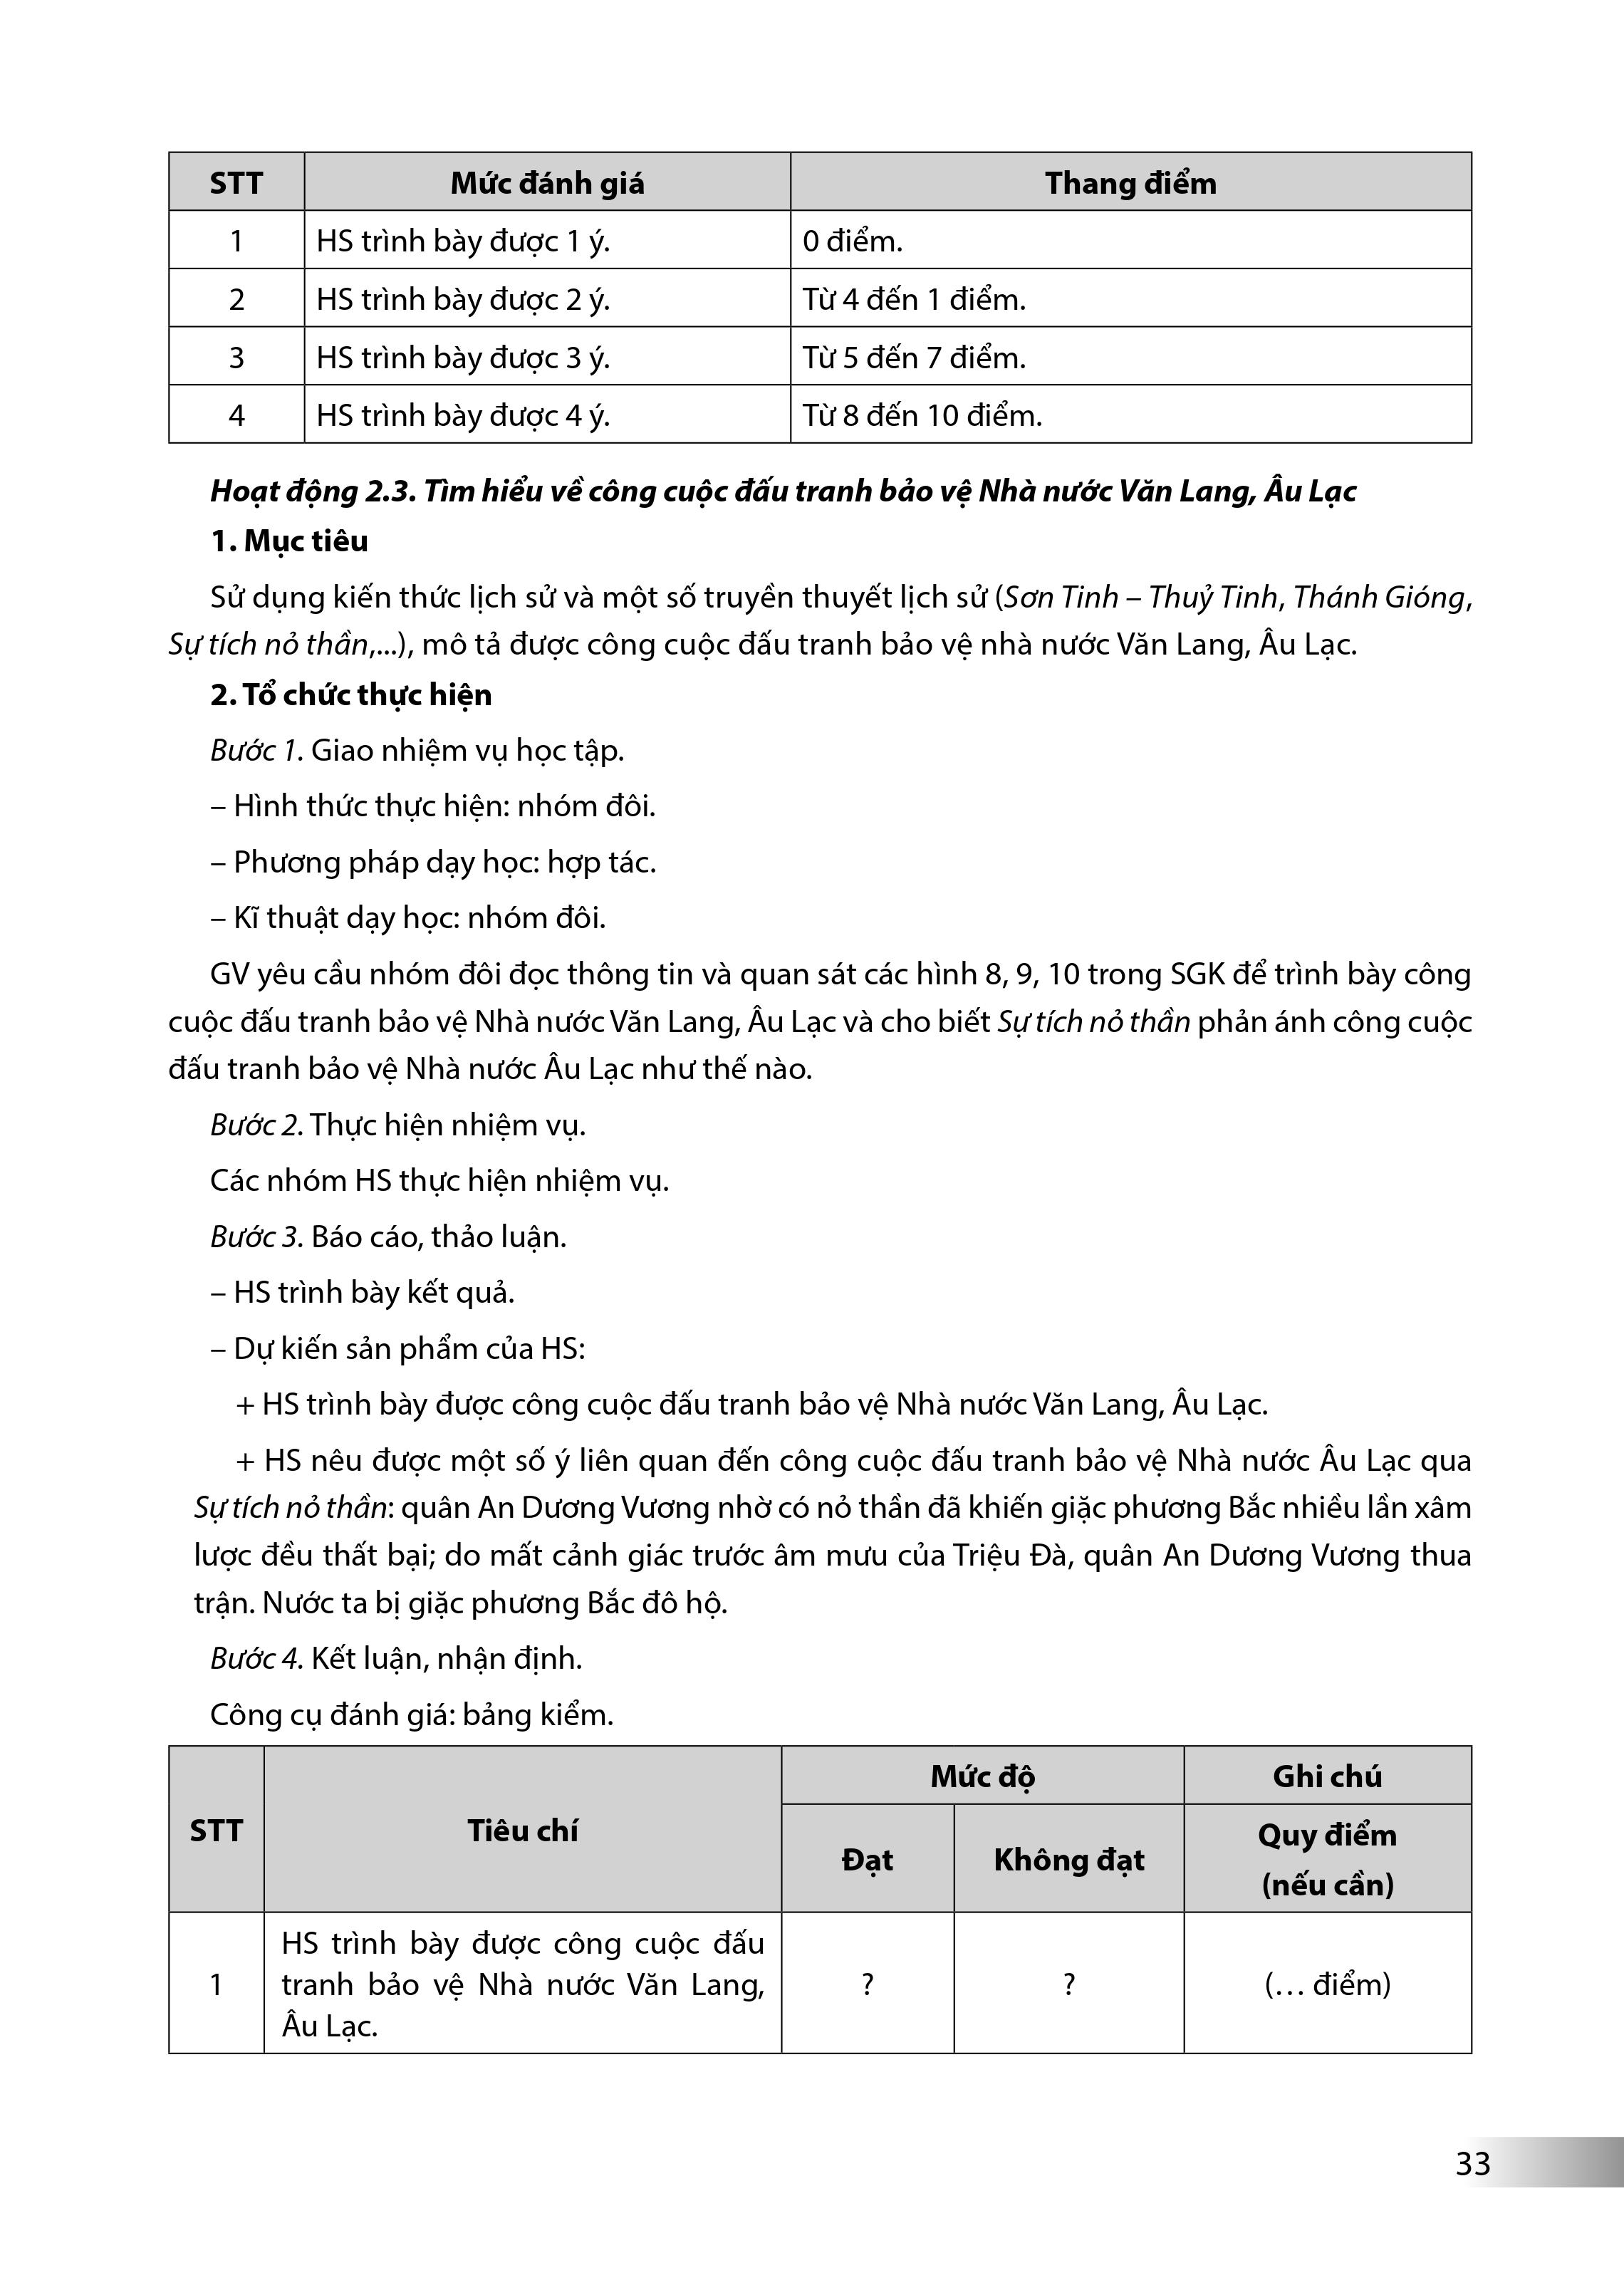 STT Mức đánh giá Thang điểm
1 HS trình bày được 1 ý. 0 điểm.
2 HS trình bày được 2 ý. Từ 4 đến 1 điểm.
3 HS trình bày được 3 ý. Từ 5 đến 7 điểm.
4 HS trình bày được 4 ý. Từ 8 đến 10 điểm.
Hoạt động 2.3. Tìm hiểu về công cuộc đấu tranh bảo vệ Nhà nước Văn Lang, Âu Lạc
1. Mục tiêu
Sử dụng kiến thức lịch sử và một số truyền thuyết lịch sử (Sơn Tinh – Thuỷ Tinh, Thánh Gióng,
Sự tích nỏ thần,...), mô tả được công cuộc đấu tranh bảo vệ nhà nước Văn Lang, Âu Lạc.
2. Tổ chức thực hiện
Bước 1. Giao nhiệm vụ học tập.
– Hình thức thực hiện: nhóm đôi.
– Phương pháp dạy học: hợp tác.
– Kĩ thuật dạy học: nhóm đôi.
GV yêu cầu nhóm đôi đọc thông tin và quan sát các hình 8, 9, 10 trong SGK để trình bày công
cuộc đấu tranh bảo vệ Nhà nước Văn Lang, Âu Lạc và cho biết Sự tích nỏ thần phản ánh công cuộc
đấu tranh bảo vệ Nhà nước Âu Lạc như thế nào.
Bước 2. Thực hiện nhiệm vụ.
Các nhóm HS thực hiện nhiệm vụ.
Bước 3. Báo cáo, thảo luận.
– HS trình bày kết quả.
– Dự kiến sản phẩm của HS:
+ HS trình bày được công cuộc đấu tranh bảo vệ Nhà nước Văn Lang, Âu Lạc.
+ HS nêu được một số ý liên quan đến công cuộc đấu tranh bảo vệ Nhà nước Âu Lạc qua
Sự tích nỏ thần: quân An Dương Vương nhờ có nỏ thần đã khiến giặc phương Bắc nhiều lần xâm
lược đều thất bại; do mất cảnh giác trước âm mưu của Triệu Đà, quân An Dương Vương thua
trận. Nước ta bị giặc phương Bắc đô hộ.
Bước 4. Kết luận, nhận định.
Công cụ đánh giá: bảng kiểm.
STT Tiêu chí Mức độ Ghi chú
Đạt Không đạt Quy điểm
(nếu cần)
HS trình bày được công cuộc đấu
1 tranh bảo vệ Nhà nước Văn Lang, ? ? (… điểm)
Âu Lạc.
33